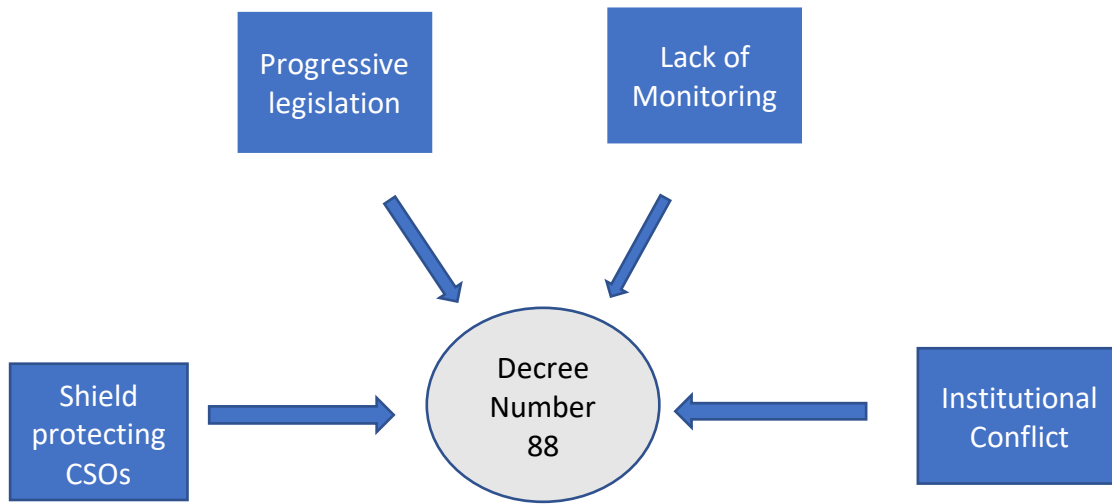 Progressive
legislation
Lack of
Monitoring
Shield
protecting
CSOs
Decree
Number
88
Institutional
Conflict